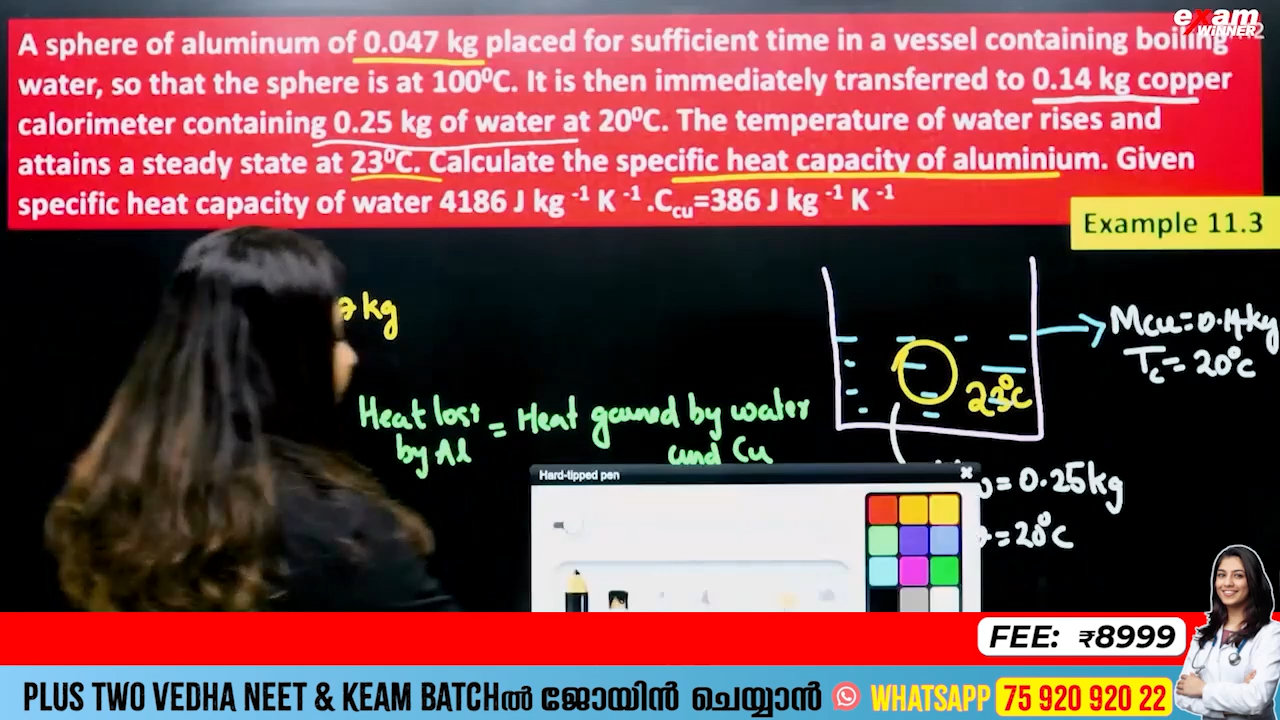 exam
WiNNER
A sphere of aluminum of 0.047 kg placed for sufficient time in a vessel containing boiling
water, so that the sphere is at 100⁰C. It is then immediately transferred to 0.14 kg copper
calorimeter containing 0.25 kg of water at 20⁰C. The temperature of water rises and
attains a steady state at 23⁰C. Calculate the specific heat capacity of aluminium. Given
specific heat capacity of water 4186 J kg ⁻¹ K ⁻¹ .Ccu=386 J kg ⁻¹ K ⁻¹
Example 11.3
kg
Mcu=0.14kg
Tc= 20°C
23°C
Heat lost = Heat gained by water
by Al and Cu
Hard-tipped pen
= 0.25kg
= 20°C
FEE: ₹8999
PLUS TWO VEDHA NEET & KEAM BATCHൽ ജോയിൻ ചെയ്യാൻ WHATSAPP 75 920 920 22